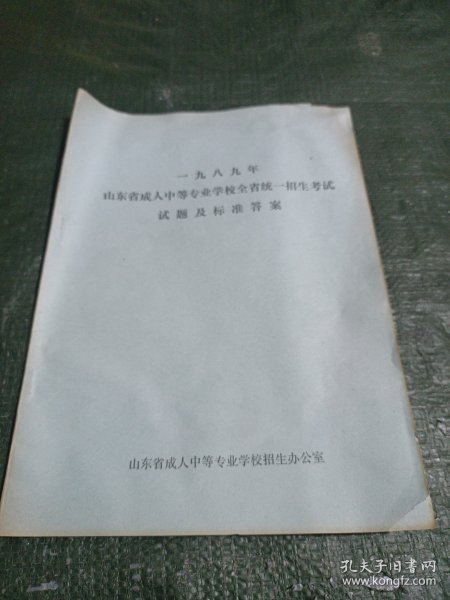 一九八九年
山东省成人中等专业学校全省统一招生考试
试题及标准答案
山东省成人中等专业学校招生办公室
孔夫子旧书网
www.kongfz.com